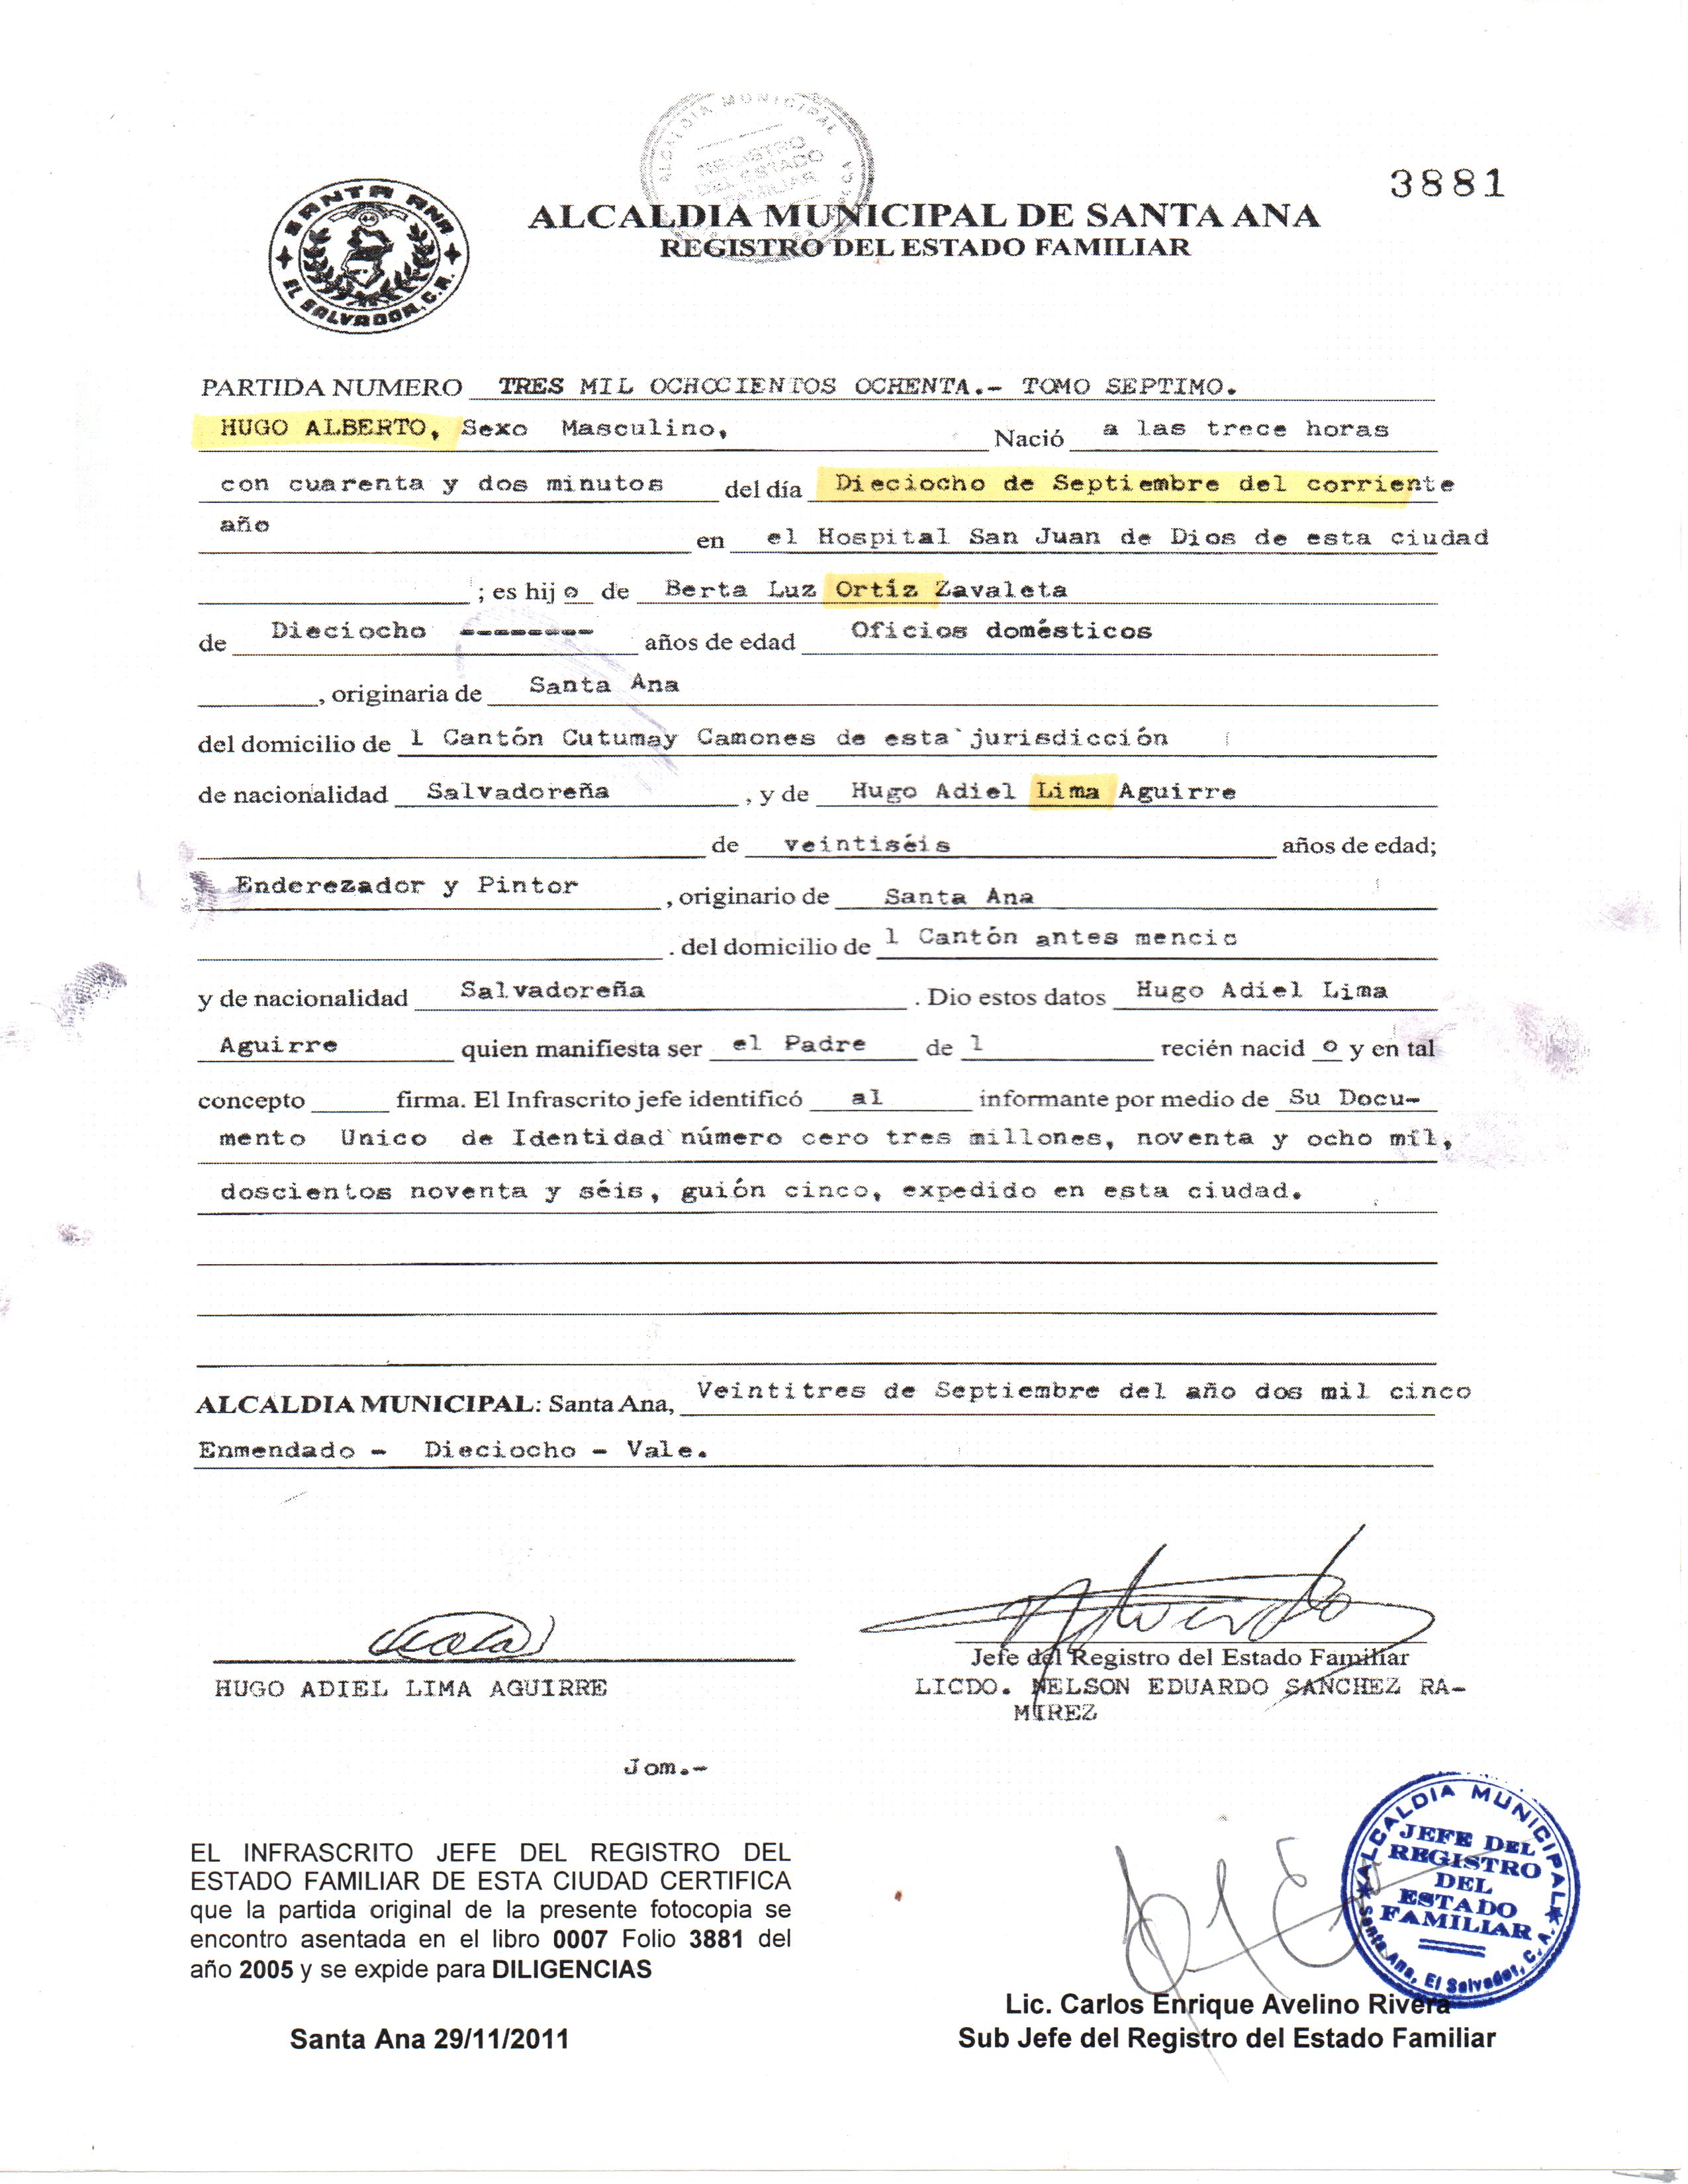 ALCALDIA MUNICIPAL
REGISTRO
DEL ESTADO
FAMILIAR
3881
SANTA ANA
EL SALVADOR, C.A.
ALCALDIA MUNICIPAL DE SANTA ANA
REGISTRO DEL ESTADO FAMILIAR
PARTIDA NUMERO TRES MIL OCHOCIENTOS OCHENTA.- TOMO SEPTIMO.
HUGO ALBERTO, Sexo Masculino, Nació a las trece horas
con cuarenta y dos minutos del día Dieciocho de Septiembre del corriente
año en el Hospital San Juan de Dios de esta ciudad
; es hijo de Berta Luz Ortíz Zavaleta
de Dieciocho -------- años de edad Oficios domésticos
, originaria de Santa Ana
del domicilio de l Cantón Cutumay Camones de esta jurisdicción
de nacionalidad Salvadoreña , y de Hugo Adiel Lima Aguirre
de veintiséis años de edad;
Enderezador y Pintor , originario de Santa Ana
. del domicilio de l Cantón antes mencio
y de nacionalidad Salvadoreña . Dio estos datos Hugo Adiel Lima
Aguirre quien manifiesta ser el Padre de l recién nacid o y en tal
concepto firma. El Infrascrito jefe identificó al informante por medio de Su Docu-
mento Unico de Identidad número cero tres millones, noventa y ocho mil,
doscientos noventa y séis, guión cinco, expedido en esta ciudad.
ALCALDIA MUNICIPAL: Santa Ana, Veintitres de Septiembre del año dos mil cinco
Enmendado - Dieciocho - Vale.
HUGO ADIEL LIMA AGUIRRE
Jefe del Registro del Estado Familiar
LICDO. NELSON EDUARDO SANCHEZ RA-
MIREZ
Jom.-
EL INFRASCRITO JEFE DEL REGISTRO DEL
ESTADO FAMILIAR DE ESTA CIUDAD CERTIFICA
que la partida original de la presente fotocopia se
encontro asentada en el libro 0007 Folio 3881 del
año 2005 y se expide para DILIGENCIAS
Santa Ana 29/11/2011
ALCALDIA MUNICIPAL
JEFE DEL
REGISTRO
DEL
ESTADO
FAMILIAR
Santa Ana, El Salvador, C. A.
Lic. Carlos Enrique Avelino Rivera
Sub Jefe del Registro del Estado Familiar